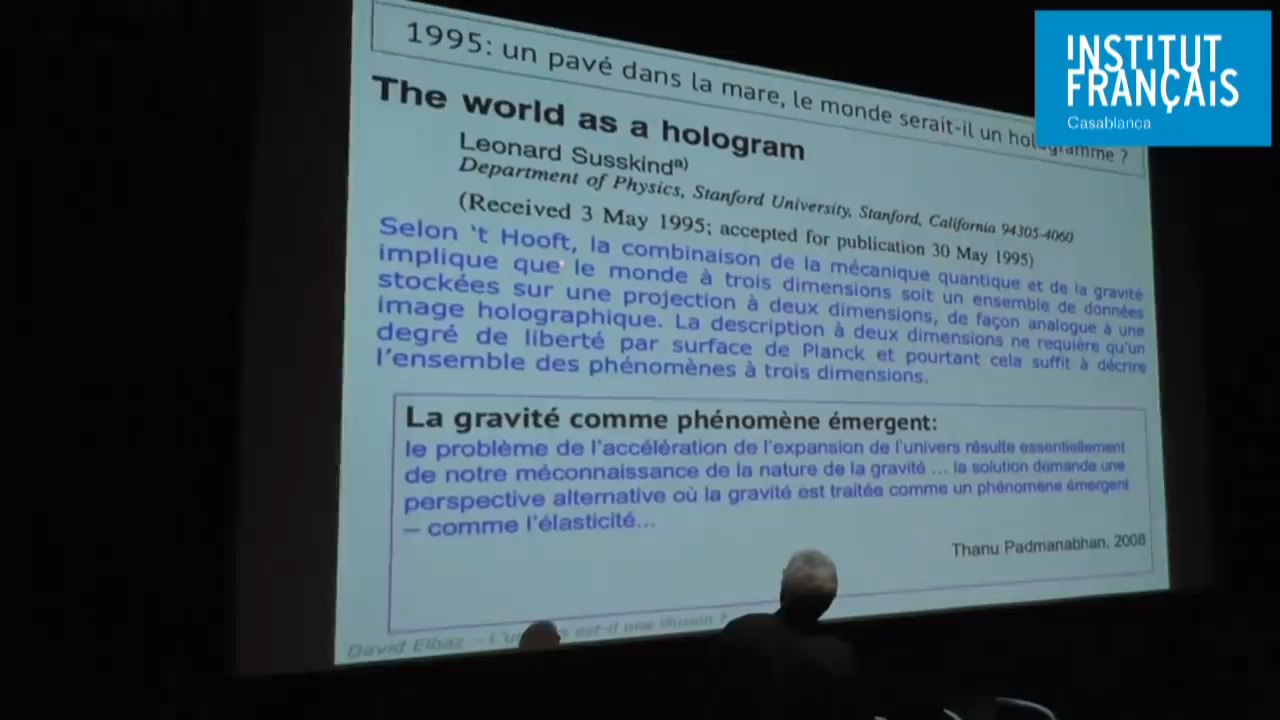 1995: un pavé dans la mare, le monde serait-il un hologramme ?
The world as a hologram
Leonard Susskind a)
Department of Physics, Stanford University, Stanford, California 94305-4060
(Received 3 May 1995; accepted for publication 30 May 1995)
Selon 't Hooft, la combinaison de la mécanique quantique et de la gravité
implique que le monde à trois dimensions soit un ensemble de données
stockées sur une projection à deux dimensions, de façon analogue à une
image holographique. La description à deux dimensions ne requière qu'un
degré de liberté par surface de Planck et pourtant cela suffit à décrire
l'ensemble des phénomènes à trois dimensions.
La gravité comme phénomène émergent:
le problème de l'accélération de l'expansion de l'univers résulte essentiellement
de notre méconnaissance de la nature de la gravité ... la solution demande une
perspective alternative où la gravité est traitée comme un phénomène émergent
– comme l'élasticité...
Thanu Padmanabhan, 2008
David Elbaz – L'u s est-il une illusion ?
INSTITUT
FRANÇAIS
Casablanca